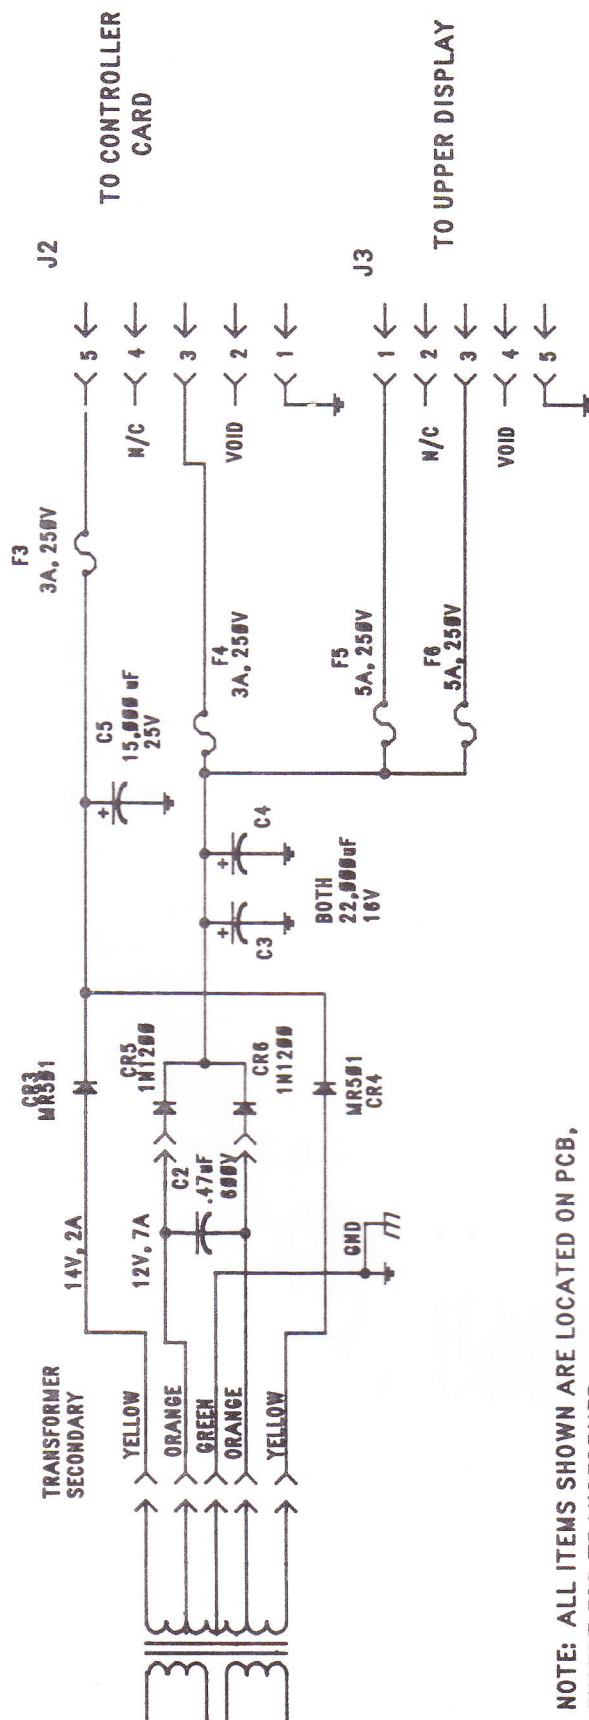 TRANSFORMER
SECONDARY
YELLOW
ORANGE
GREEN
ORANGE
YELLOW
14V, 2A
12V, 7A
C2
.47uF
600V
GND
CR3
MR501
CR5
1N1200
CR6
1N1200
MR501
CR4
C3
C4
BOTH
22,000uF
16V
C5
15,000 uF
25V
F3
3A, 250V
F4
3A, 250V
F5
5A, 250V
F6
5A, 250V
J2
5
N/C
4
3
VOID
2
1
TO CONTROLLER
CARD
J3
1
N/C
2
3
VOID
4
5
TO UPPER DISPLAY
NOTE: ALL ITEMS SHOWN ARE LOCATED ON PCB,